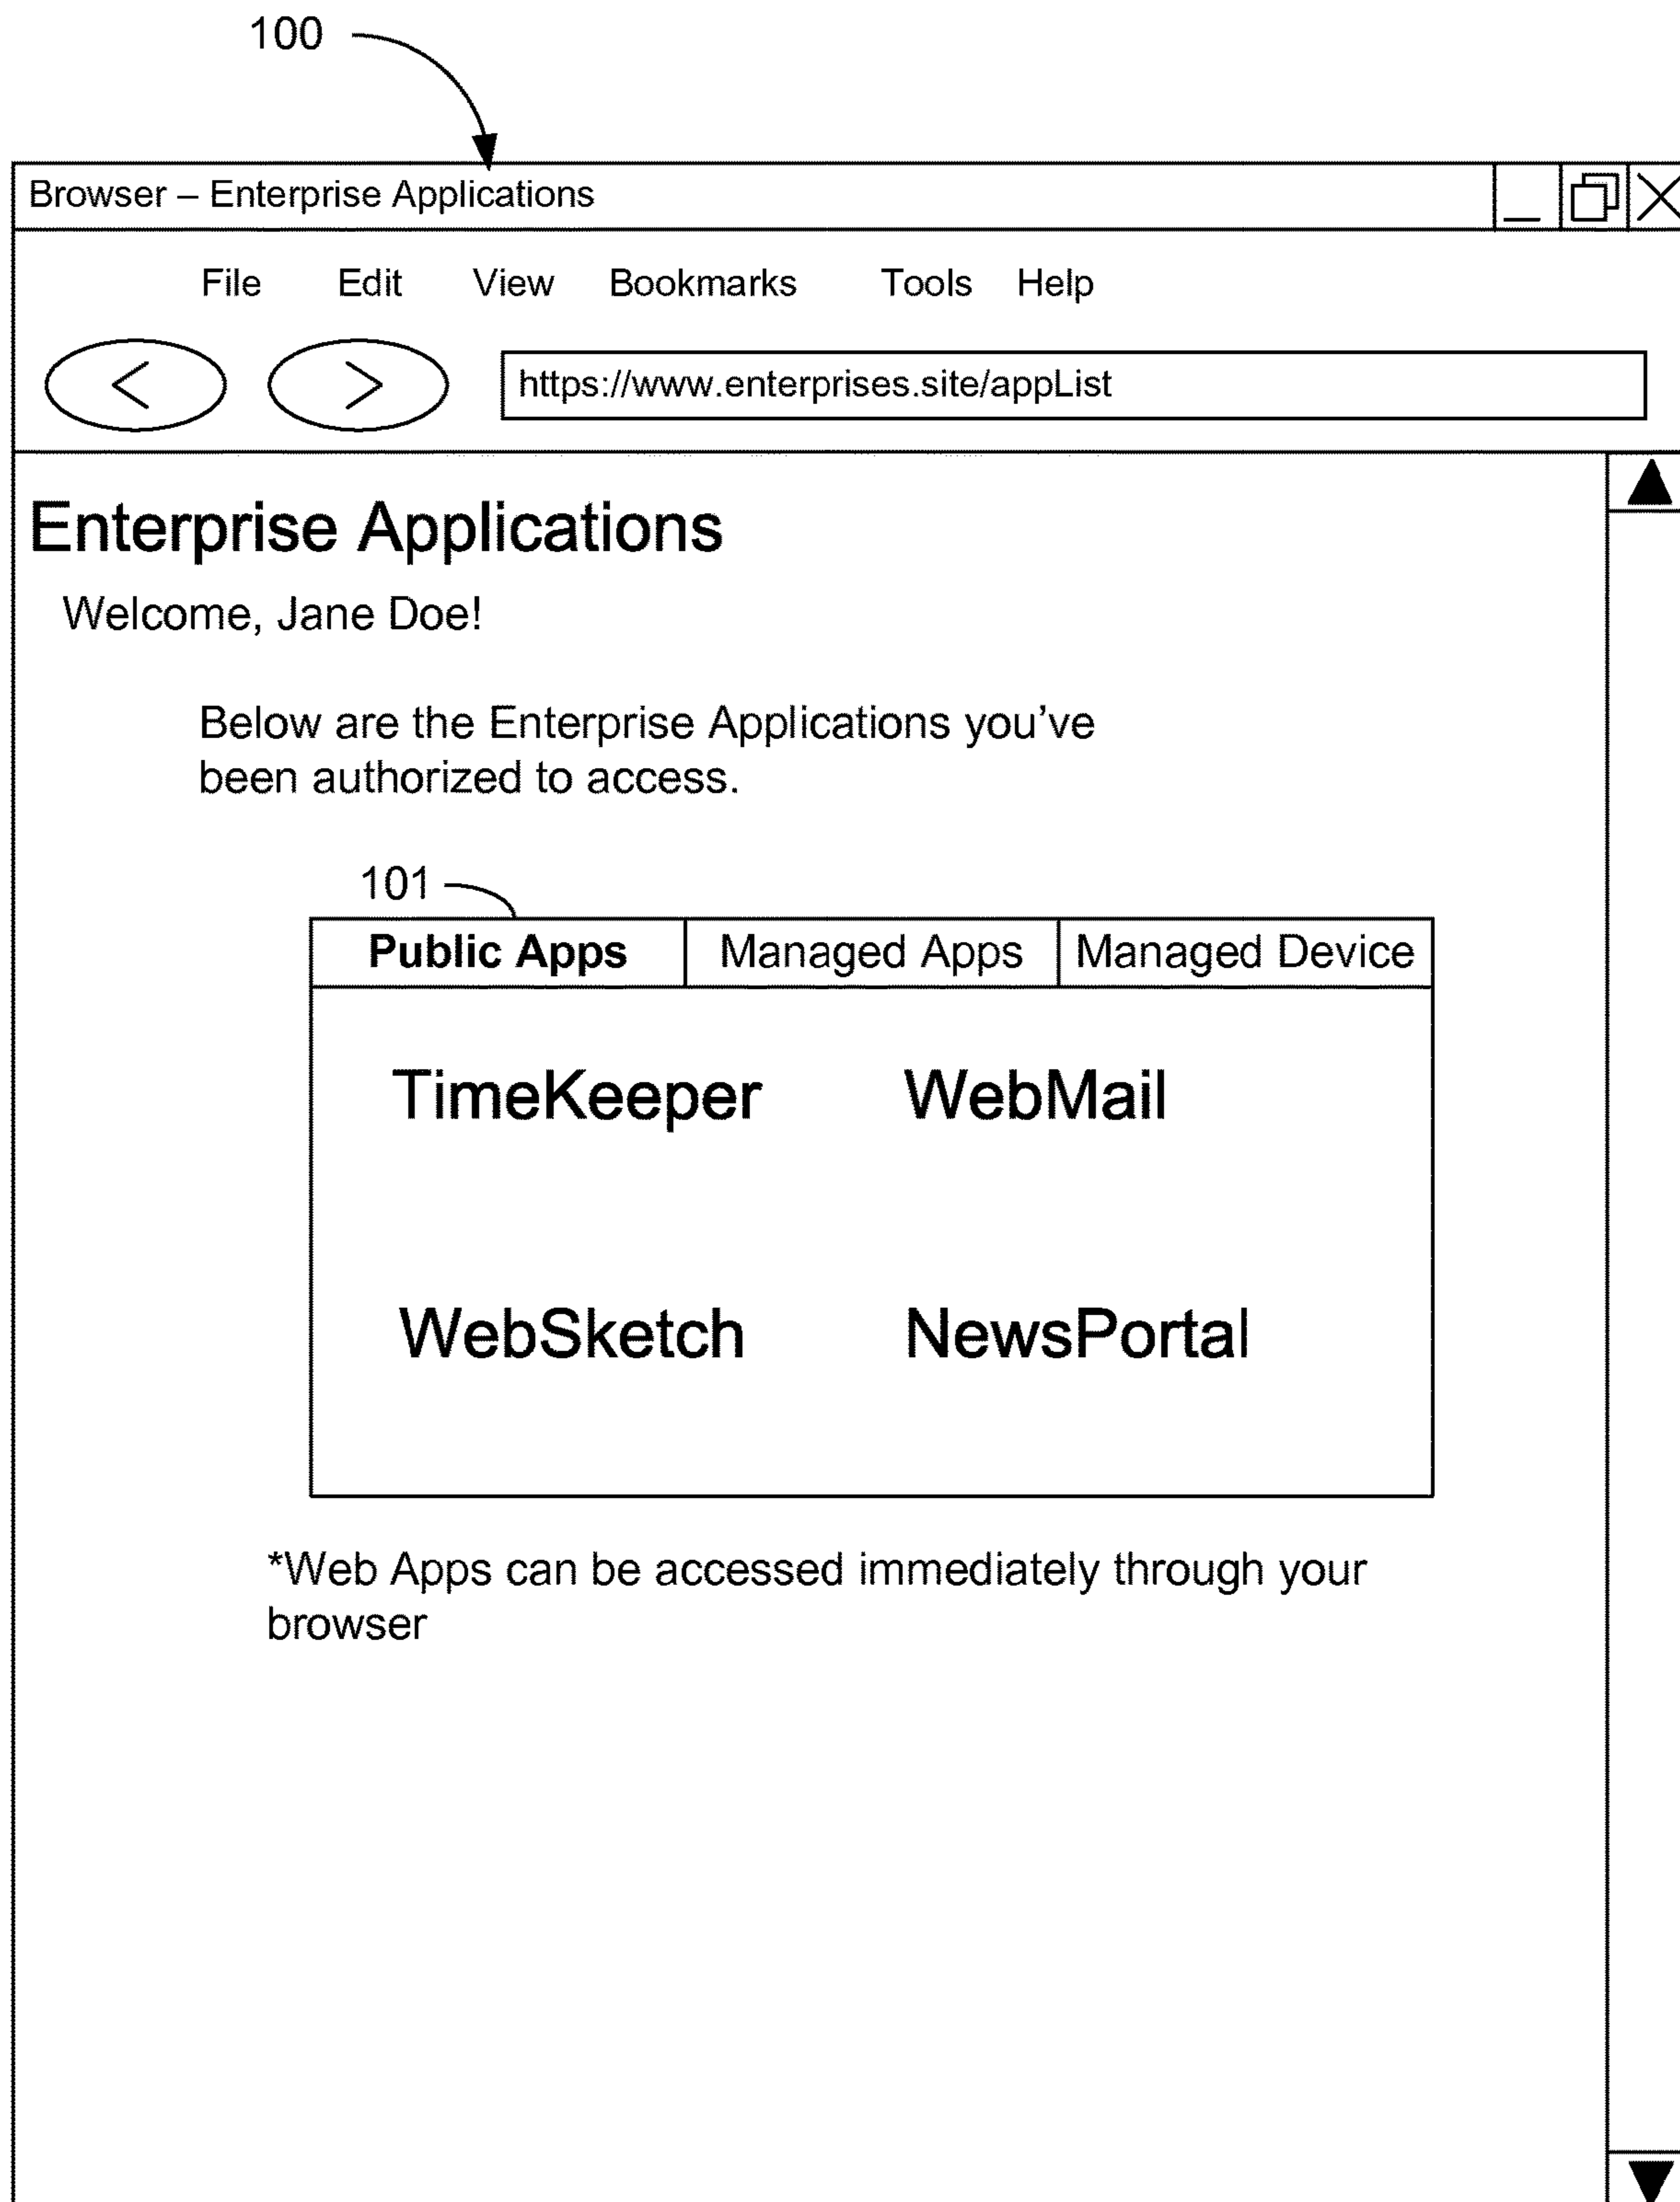 100
Browser – Enterprise Applications
File Edit View Bookmarks Tools Help
https://www.enterprises.site/appList
Enterprise Applications
Welcome, Jane Doe!
Below are the Enterprise Applications you've
been authorized to access.
101
Public Apps Managed Apps Managed Device
TimeKeeper WebMail
WebSketch NewsPortal
*Web Apps can be accessed immediately through your
browser